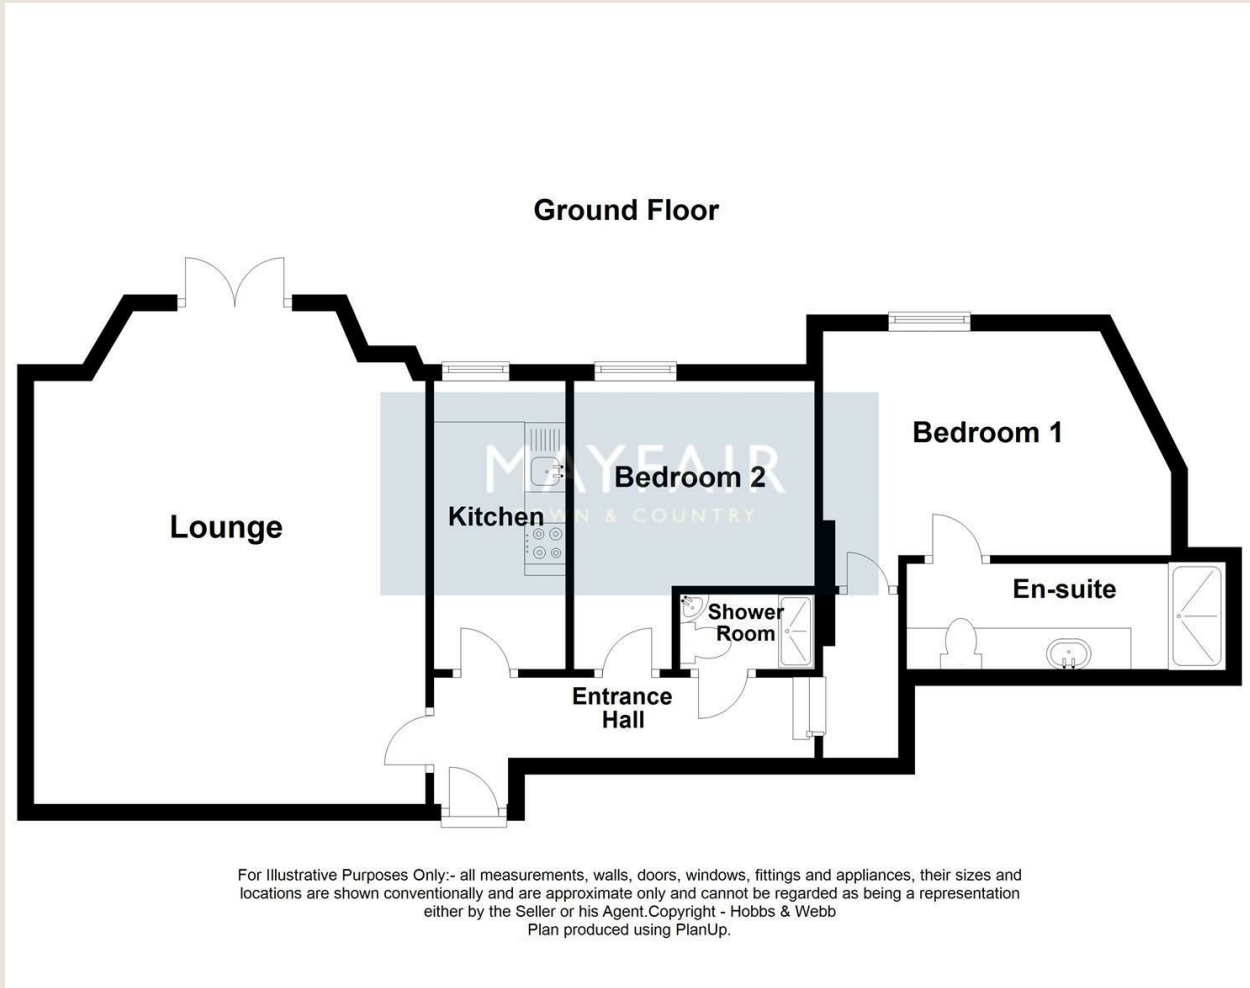 Ground Floor
Bedroom 1
MAYFAIR
TOWN & COUNTRY
Bedroom 2
Kitchen
Lounge
En-suite
Shower
Room
Entrance
Hall
For Illustrative Purposes Only:- all measurements, walls, doors, windows, fittings and appliances, their sizes and
locations are shown conventionally and are approximate only and cannot be regarded as being a representation
either by the Seller or his Agent.Copyright - Hobbs & Webb
Plan produced using PlanUp.